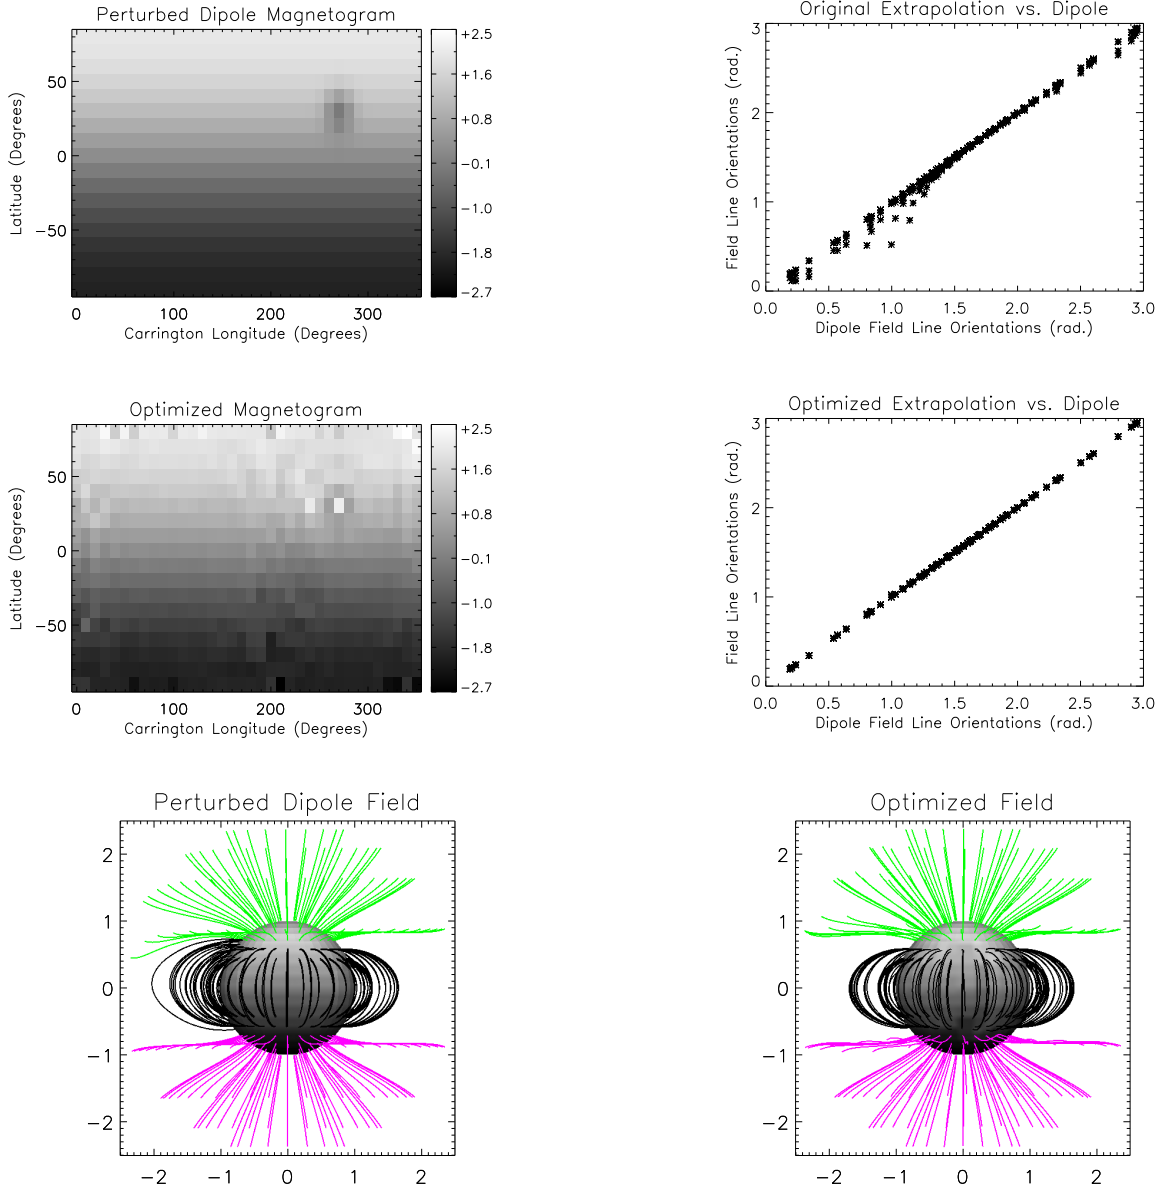 Perturbed Dipole Magnetogram
Latitude (Degrees)
50
0
−50
0 100 200 300
Carrington Longitude (Degrees)
+2.5
+1.6
+0.8
−0.1
−1.0
−1.8
−2.7
Original Extrapolation vs. Dipole
Field Line Orientations (rad.)
3
2
1
0
0.0 0.5 1.0 1.5 2.0 2.5 3.0
Dipole Field Line Orientations (rad.)
Optimized Magnetogram
Latitude (Degrees)
50
0
−50
0 100 200 300
Carrington Longitude (Degrees)
+2.5
+1.6
+0.8
−0.1
−1.0
−1.8
−2.7
Optimized Extrapolation vs. Dipole
Field Line Orientations (rad.)
3
2
1
0
0.0 0.5 1.0 1.5 2.0 2.5 3.0
Dipole Field Line Orientations (rad.)
Perturbed Dipole Field
2
1
0
−1
−2
−2 −1 0 1 2
Optimized Field
2
1
0
−1
−2
−2 −1 0 1 2